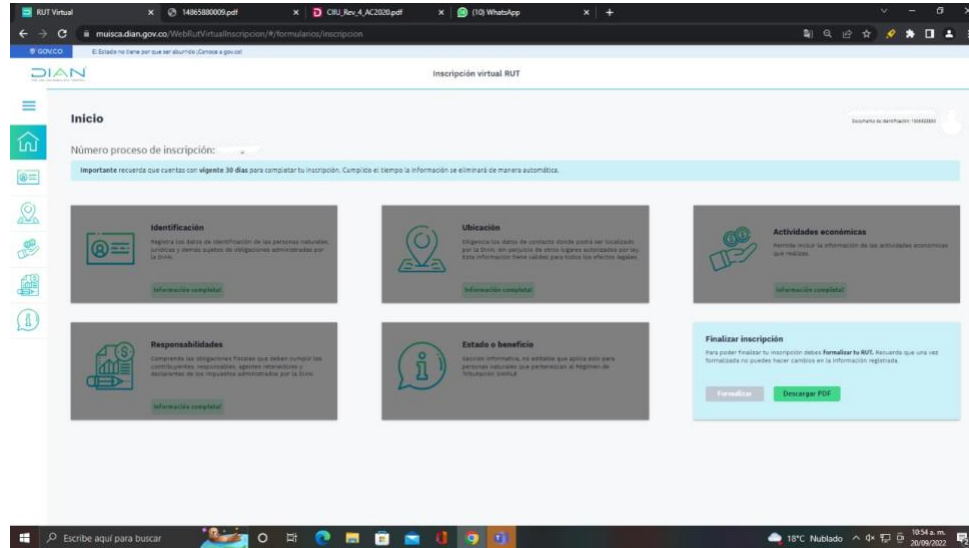 RUT Virtual
14865880009.pdf
CIIU_Rev_4_AC2020.pdf
(10) WhatsApp
muisca.dian.gov.co/WebRutVirtualInscripcion/#/formularios/inscripcion
GOV.CO
El Estado no tiene por que ser aburrido ¡Conoce a gov.co!
DIAN
Inscripción virtual RUT
Inicio
Documento de identificación:
Número proceso de inscripción:
Importante recuerda que cuentas con vigente 30 días para completar tu inscripción. Cumplido el tiempo la información se eliminará de manera automática.
Identificación
Registra los datos de identificación de las personas naturales,
jurídicas y demás sujetos de obligaciones administradas por
la DIAN.
Información completa!
Ubicación
Diligencia los datos de contacto donde podrá ser localizado
por la DIAN, sin perjuicio de otros lugares autorizados por ley.
Esta información tiene validez para todos los efectos legales.
Información completa!
Actividades económicas
Permite incluir la información de las actividades económicas
que realizas.
Información completa!
Responsabilidades
Comprende las obligaciones fiscales que deben cumplir los
contribuyentes, responsables, agentes retenedores y
declarantes de los impuestos administrados por la DIAN.
Información completa!
Estado o beneficio
Sección informativa, no editable que aplica solo para
personas naturales que pertenezcan al Régimen de
Tributación SIMPLE
Finalizar inscripción
Para poder finalizar tu inscripción debes formalizar tu RUT. Recuerda que una vez
formalizada no puedes hacer cambios en la información registrada.
Formalizar
Descargar PDF
Escribe aquí para buscar
18°C Nublado
10:54 a. m.
20/09/2022